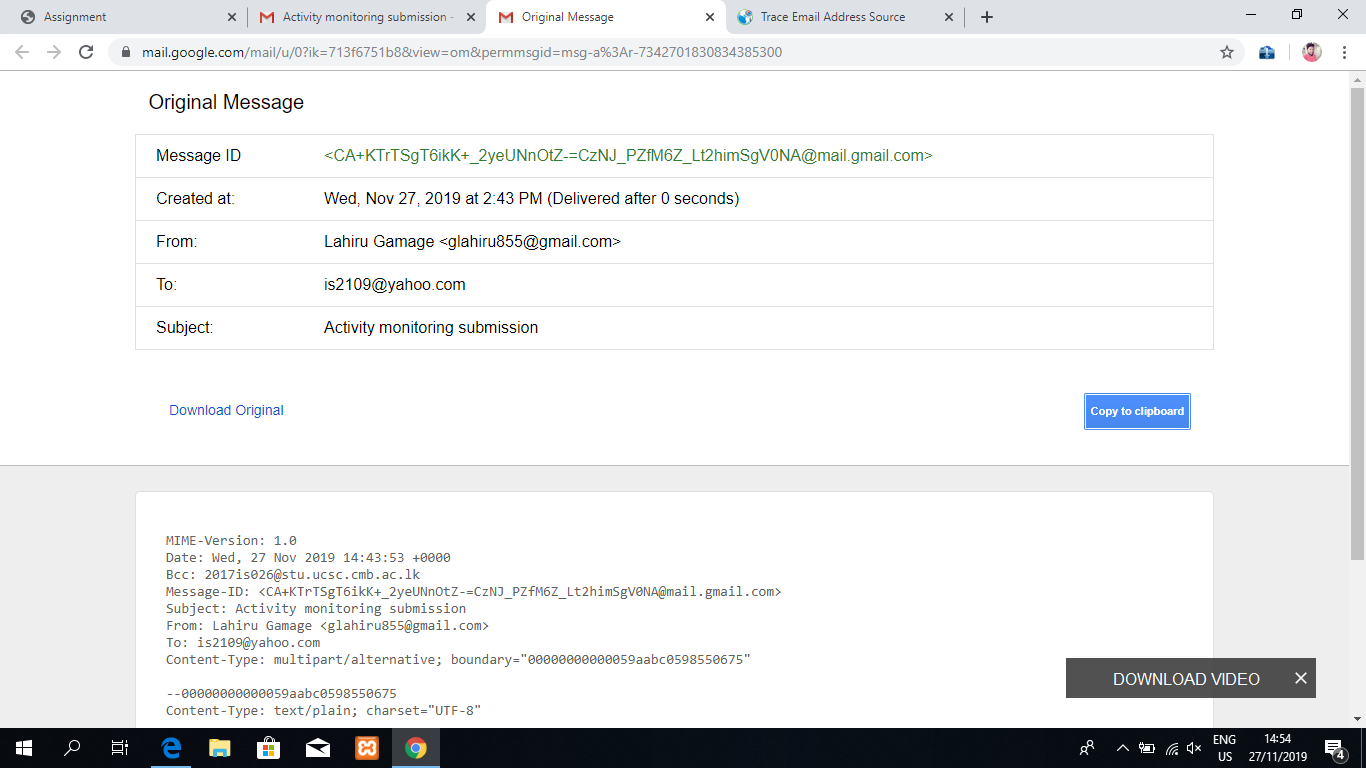 Assignment
Activity monitoring submission -
Original Message
Trace Email Address Source
mail.google.com/mail/u/0?ik=713f6751b8&view=om&permmsgid=msg-a%3Ar-7342701830834385300
Original Message
Message ID <CA+KTrTSgT6ikK+_2yeUNnOtZ-=CzNJ_PZfM6Z_Lt2himSgV0NA@mail.gmail.com>
Created at: Wed, Nov 27, 2019 at 2:43 PM (Delivered after 0 seconds)
From: Lahiru Gamage <glahiru855@gmail.com>
To: is2109@yahoo.com
Subject: Activity monitoring submission
Download Original
Copy to clipboard
MIME-Version: 1.0
Date: Wed, 27 Nov 2019 14:43:53 +0000
Bcc: 2017is026@stu.ucsc.cmb.ac.lk
Message-ID: <CA+KTrTSgT6ikK+_2yeUNnOtZ-=CzNJ_PZfM6Z_Lt2himSgV0NA@mail.gmail.com>
Subject: Activity monitoring submission
From: Lahiru Gamage <glahiru855@gmail.com>
To: is2109@yahoo.com
Content-Type: multipart/alternative; boundary="00000000000059aabc0598550675"
--00000000000059aabc0598550675
Content-Type: text/plain; charset="UTF-8"
DOWNLOAD VIDEO
ENG
US
14:54
27/11/2019
4